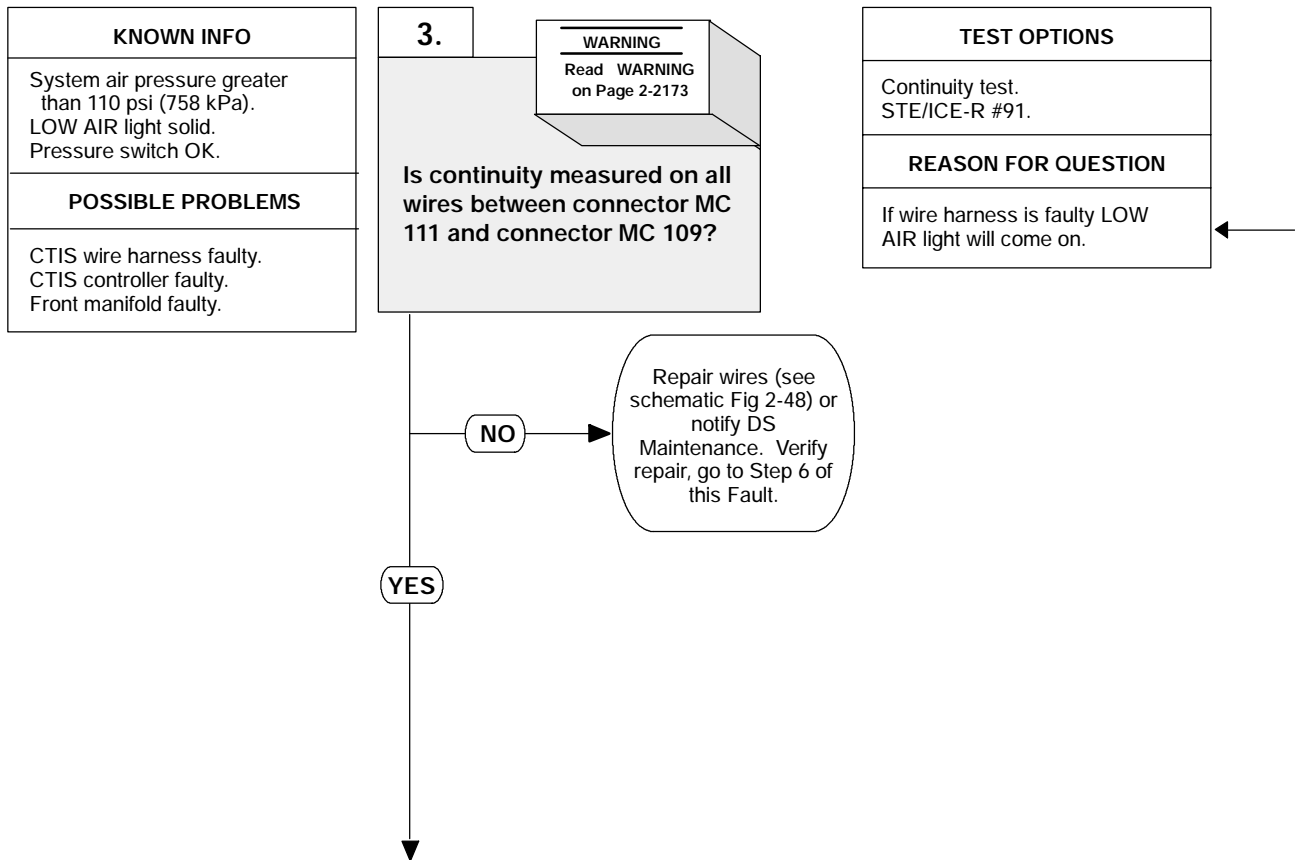 KNOWN INFO
System air pressure greater
than 110 psi (758 kPa).
LOW AIR light solid.
Pressure switch OK.
POSSIBLE PROBLEMS
CTIS wire harness faulty.
CTIS controller faulty.
Front manifold faulty.
3.
WARNING
Read WARNING
on Page 2-2173
Is continuity measured on all
wires between connector MC
111 and connector MC 109?
TEST OPTIONS
Continuity test.
STE/ICE-R #91.
REASON FOR QUESTION
If wire harness is faulty LOW
AIR light will come on.
NO
Repair wires (see
schematic Fig 2-48) or
notify DS
Maintenance. Verify
repair, go to Step 6 of
this Fault.
YES